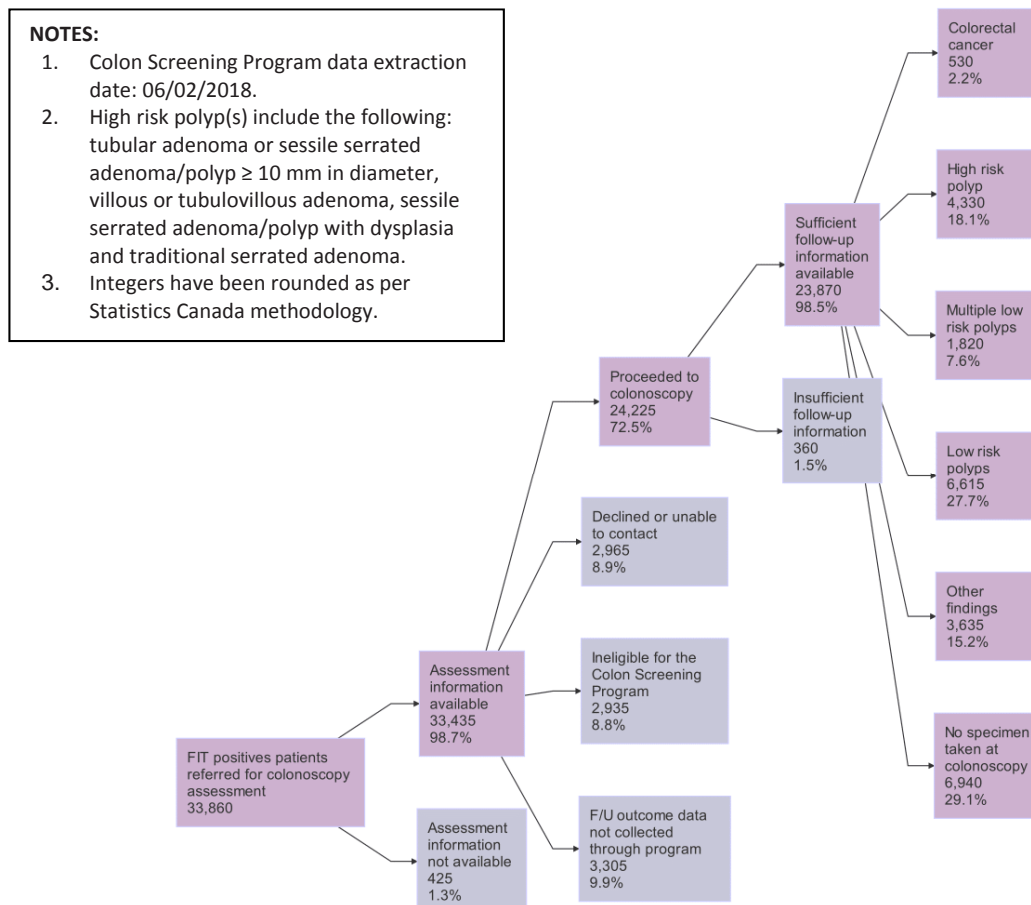 NOTES:
1. Colon Screening Program data extraction
date: 06/02/2018.
2. High risk polyp(s) include the following:
tubular adenoma or sessile serrated
adenoma/polyp ≥ 10 mm in diameter,
villous or tubulovillous adenoma, sessile
serrated adenoma/polyp with dysplasia
and traditional serrated adenoma.
3. Integers have been rounded as per
Statistics Canada methodology.
FIT positives patients
referred for colonoscopy
assessment
33,860
Assessment
information
available
33,435
98.7%
Assessment
information
not available
425
1.3%
Proceeded to
colonoscopy
24,225
72.5%
Declined or unable
to contact
2,965
8.9%
Ineligible for the
Colon Screening
Program
2,935
8.8%
F/U outcome data
not collected
through program
3,305
9.9%
Sufficient
follow-up
information
available
23,870
98.5%
Insufficient
follow-up
information
360
1.5%
Colorectal
cancer
530
2.2%
High risk
polyp
4,330
18.1%
Multiple low
risk polyps
1,820
7.6%
Low risk
polyps
6,615
27.7%
Other
findings
3,635
15.2%
No specimen
taken at
colonoscopy
6,940
29.1%